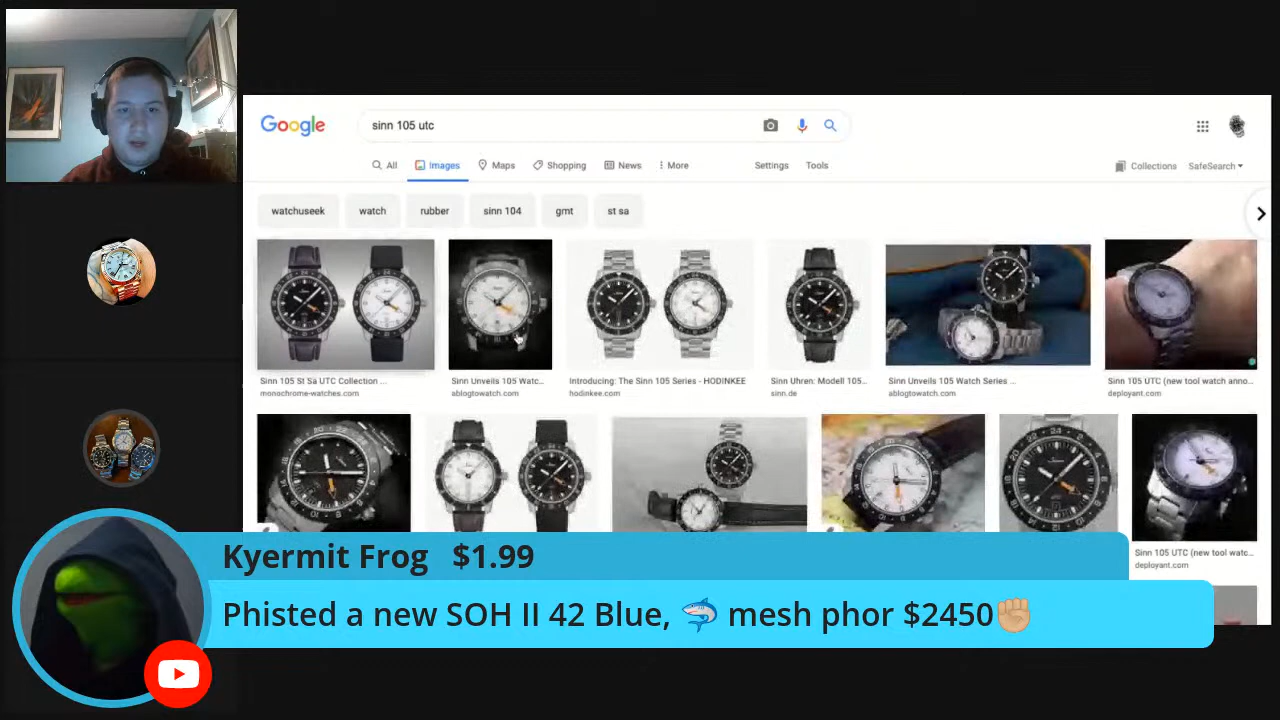 Google
sinn 105 utc
All Images Maps Shopping News More Settings Tools Collections SafeSearch
watchuseek watch rubber sinn 104 gmt st sa
Sinn 105 St Sa UTC Collection ... Sinn Unveils 105 Watc... Introducing: The Sinn 105 Series - HODINKEE Sinn Uhren: Modell 105... Sinn Unveils 105 Watch Series ... Sinn 105 UTC (new tool watch anno...
monochrome-watches.com ablogtowatch.com hodinkee.com sinn.de ablogtowatch.com deployant.com
Sinn 105 UTC (new tool watc...
deployant.com
Kyermit Frog $1.99
Phisted a new SOH II 42 Blue, 🦈 mesh phor $2450✊🏼